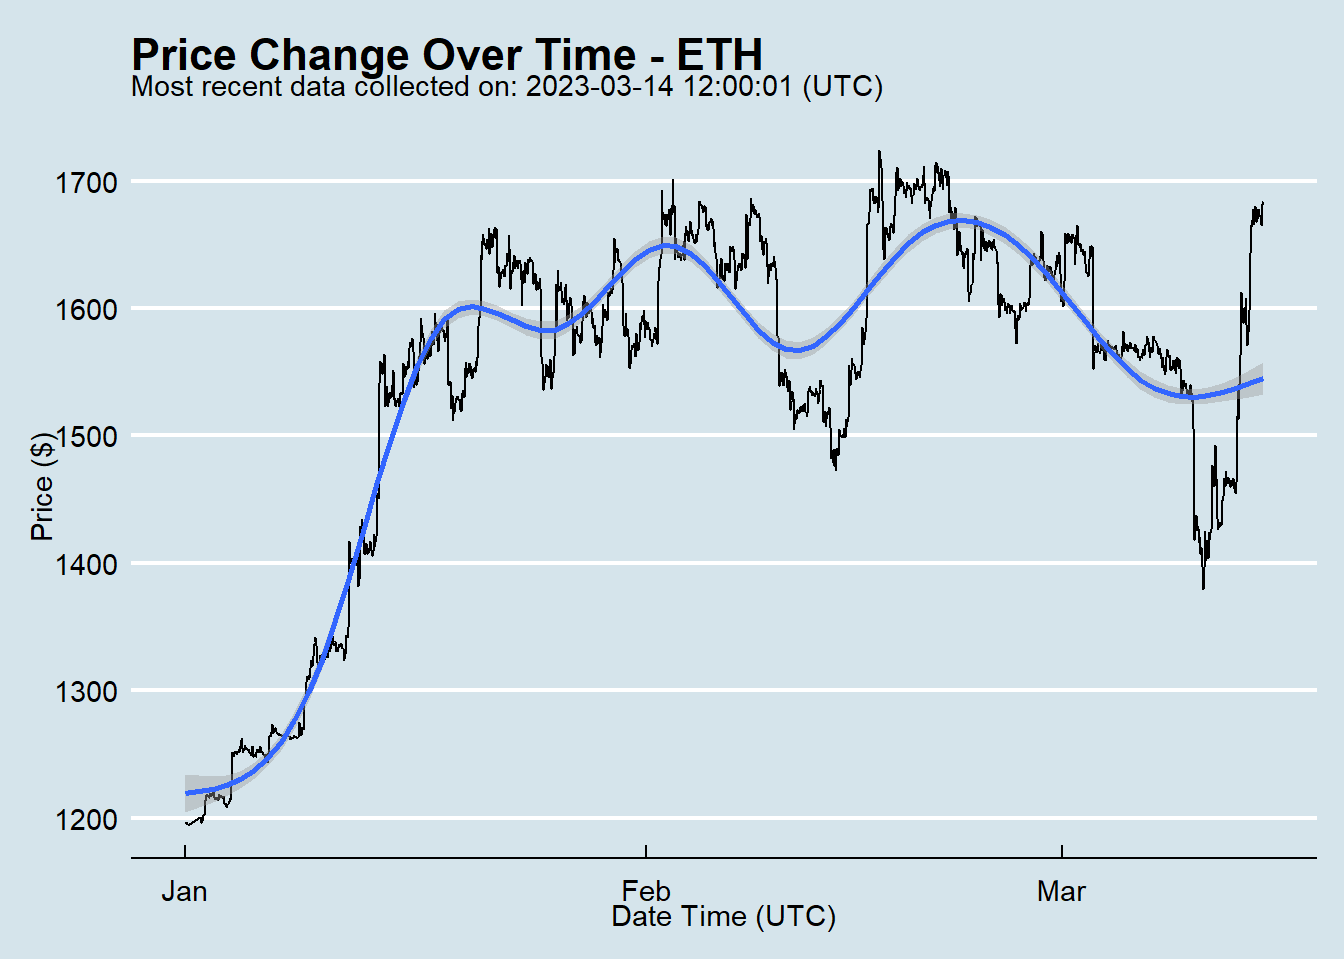 Price Change Over Time - ETH
Most recent data collected on: 2023-03-14 12:00:01 (UTC)
1700
1600
1500
1400
1300
1200
Price ($)
Jan
Feb
Mar
Date Time (UTC)